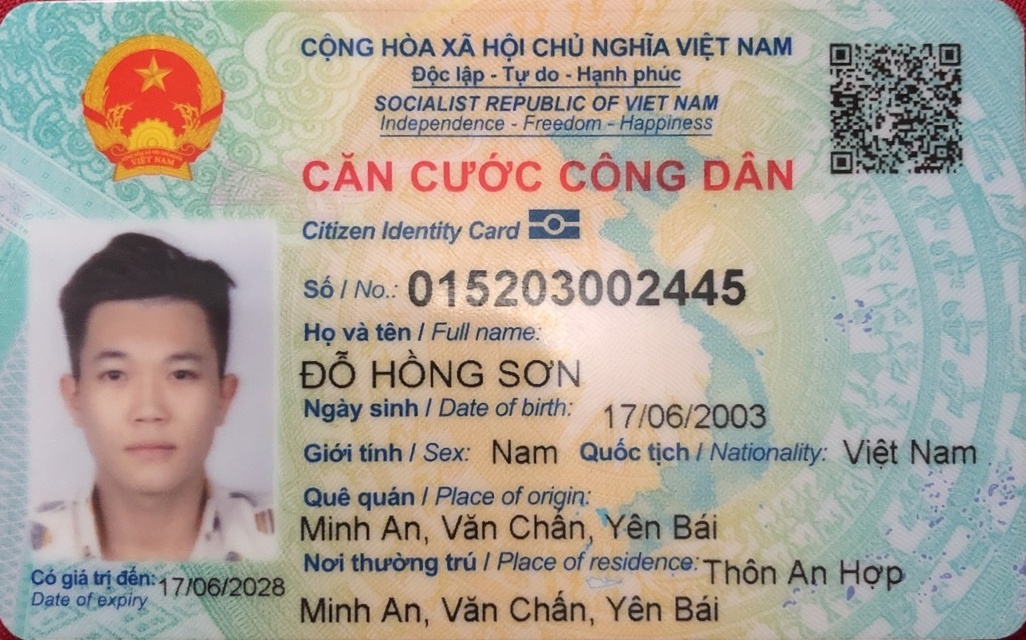 CỘNG HÒA XÃ HỘI CHỦ NGHĨA VIỆT NAM
Độc lập - Tự do - Hạnh phúc
SOCIALIST REPUBLIC OF VIET NAM
Independence - Freedom - Happiness
CĂN CƯỚC CÔNG DÂN
Citizen Identity Card
VIỆT NAM
Số / No.: 015203002445
Họ và tên / Full name:
ĐỖ HỒNG SƠN
Ngày sinh / Date of birth: 17/06/2003
Giới tính / Sex: Nam Quốc tịch / Nationality: Việt Nam
Quê quán / Place of origin:
Minh An, Văn Chấn, Yên Bái
Nơi thường trú / Place of residence: Thôn An Hợp
Minh An, Văn Chấn, Yên Bái
Có giá trị đến: 17/06/2028
Date of expiry